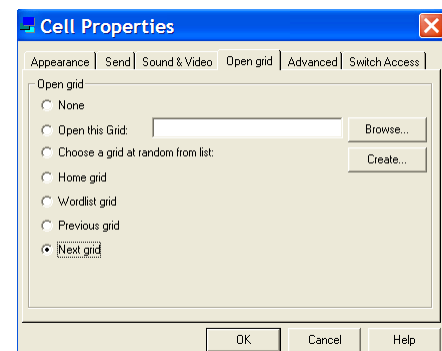 Cell Properties
Appearance Send Sound & Video Open grid Advanced Switch Access
Open grid
None
Open this Grid: Browse...
Choose a grid at random from list: Create...
Home grid
Wordlist grid
Previous grid
Next grid
OK Cancel Help